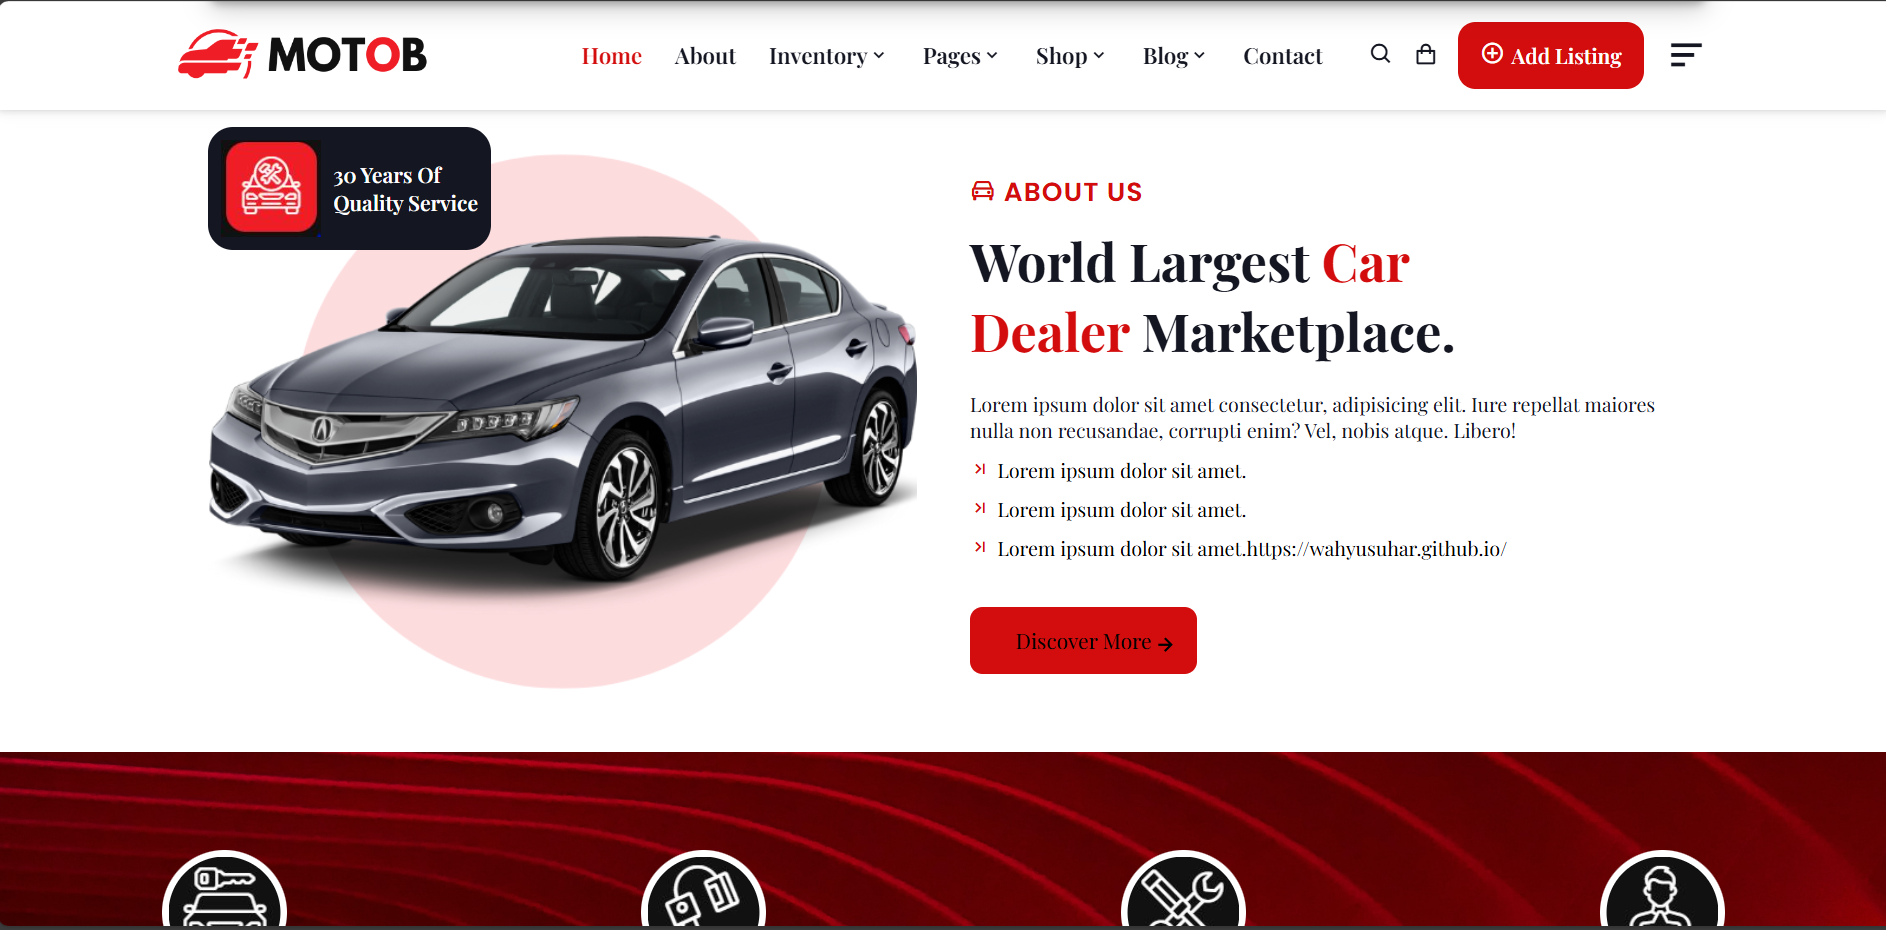 MOTOB
Home About Inventory Pages Shop Blog Contact Add Listing
30 Years Of
Quality Service
ABOUT US
World Largest Car
Dealer Marketplace.
Lorem ipsum dolor sit amet consectetur, adipisicing elit. Iure repellat maiores
nulla non recusandae, corrupti enim? Vel, nobis atque. Libero!
Lorem ipsum dolor sit amet.
Lorem ipsum dolor sit amet.
Lorem ipsum dolor sit amet.https://wahyusuhar.github.io/
Discover More